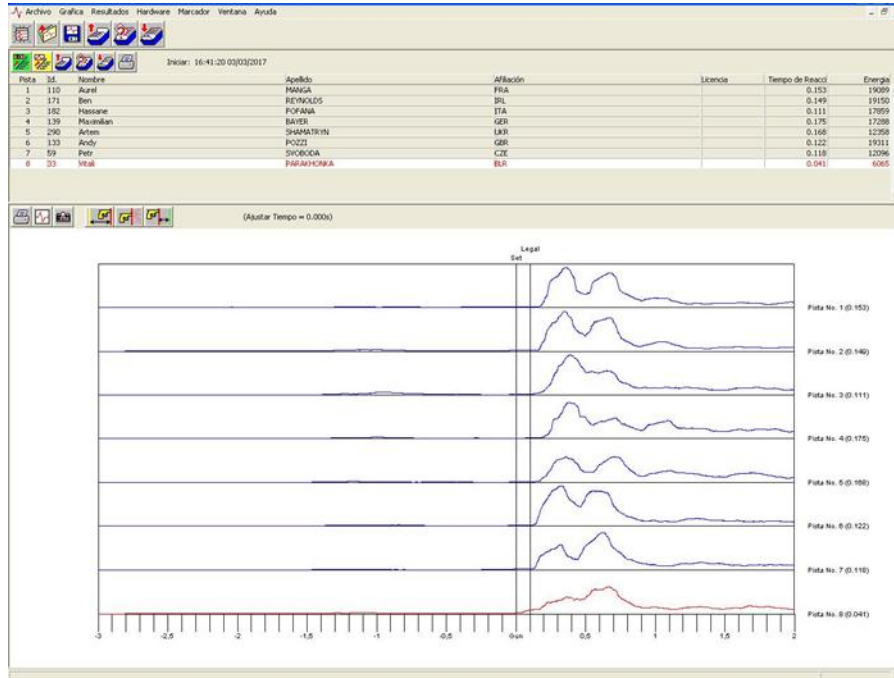 Archivo Grafica Resultados Hardware Marcador Ventana Ayuda
Iniciar: 16:41:20 03/03/2017
Pista Id. Nombre Apellido Afiliación Licencia Tiempo de Reacci Energia
1 110 Aurel MANGA FRA 0.153 19089
2 171 Ben REYNOLDS IRL 0.149 19150
3 182 Hassane FOFANA ITA 0.111 17859
4 139 Maximilian BAYER GER 0.175 17288
5 290 Artem SHAMATRYN UKR 0.168 12358
6 133 Andy POZZI GBR 0.122 19311
7 59 Petr SVOBODA CZE 0.118 12096
8 33 Vitali PARAKHONKA BLR 0.041 6065
(Ajustar Tiempo = 0.000s)
Legal
Set
Pista No. 1 (0.153)
Pista No. 2 (0.149)
Pista No. 3 (0.111)
Pista No. 4 (0.175)
Pista No. 5 (0.168)
Pista No. 6 (0.122)
Pista No. 7 (0.118)
Pista No. 8 (0.041)
-3 -2,5 -2 -1,5 -1 -0,5 Gun 0,5 1 1,5 2